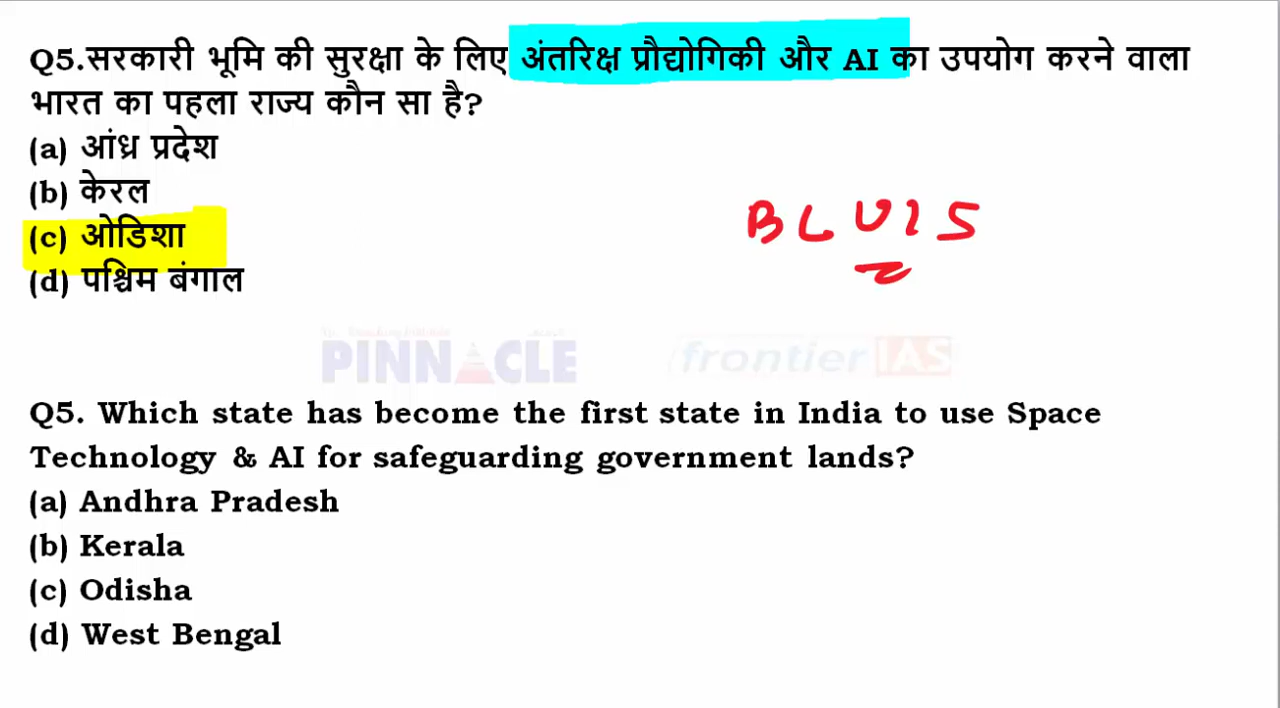 Q5.सरकारी भूमि की सुरक्षा के लिए अंतरिक्ष प्रौद्योगिकी और AI का उपयोग करने वाला
भारत का पहला राज्य कौन सा है?
(a) आंध्र प्रदेश
(b) केरल
(c) ओडिशा
(d) पश्चिम बंगाल
BLUIS
PINNACLE frontier IAS
Q5. Which state has become the first state in India to use Space
Technology & AI for safeguarding government lands?
(a) Andhra Pradesh
(b) Kerala
(c) Odisha
(d) West Bengal